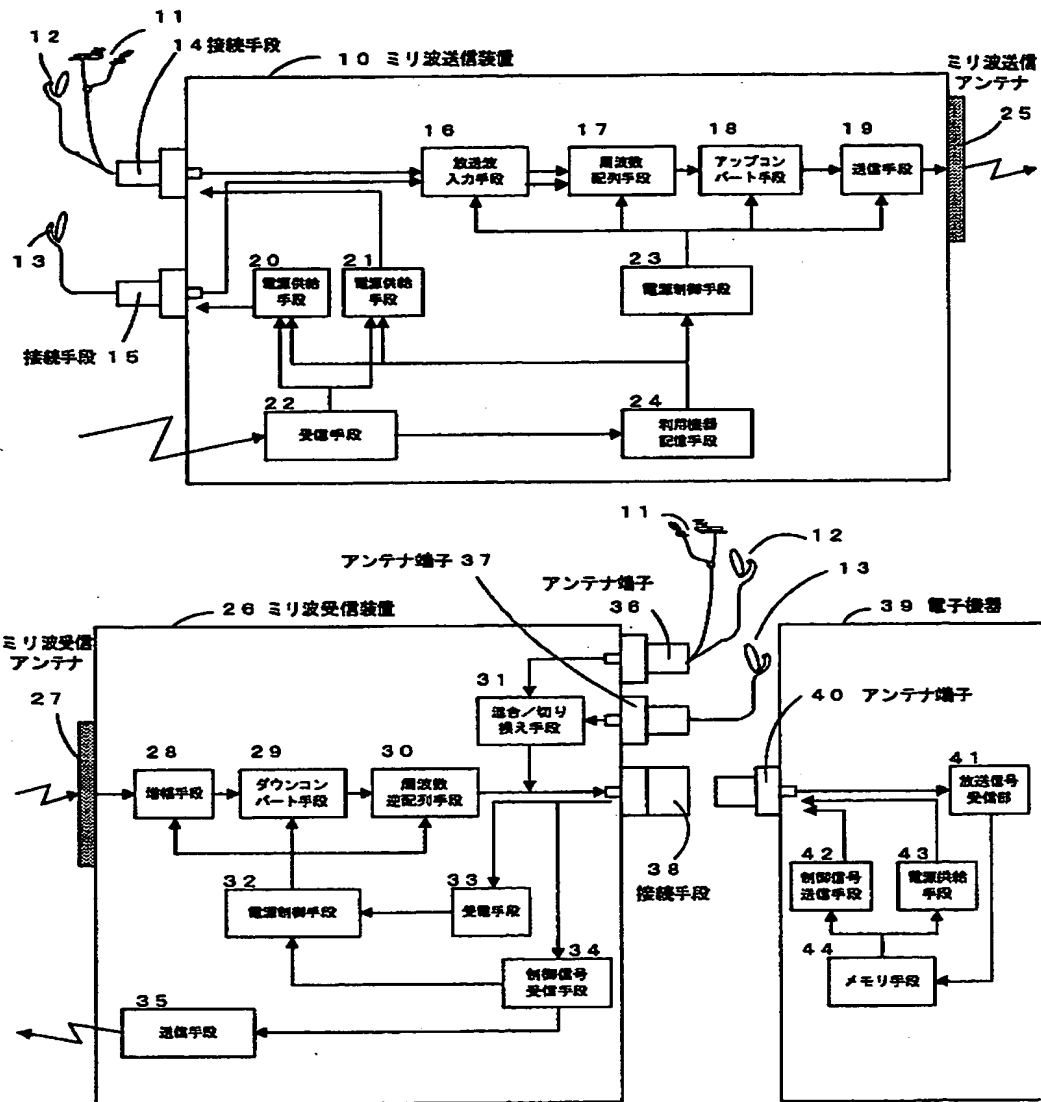 11
12
14 接続手段
10 ミリ波送信装置
ミリ波送信
アンテナ
25
16
放送波
入力手段
17
周波数
配列手段
18
アップコン
バート手段
19
送信手段
13
20
電源供給
手段
21
電源供給
手段
23
電源制御手段
接続手段 15
22
受信手段
24
利用機器
記信手段
11
12
13
アンテナ端子 37
アンテナ端子
36
26 ミリ波受信装置
39 電子機器
ミリ波受信
アンテナ
27
31
混合/切り
換え手段
40 アンテナ端子
28
増幅手段
29
ダウンコン
バート手段
30
周波数
逆配列手段
41
放送信号
受信部
38
接続手段
32
電源制御手段
33
受電手段
42
制御信号
送信手段
43
電源供給
手段
34
制御信号
受信手段
44
メモリ手段
35
送信手段